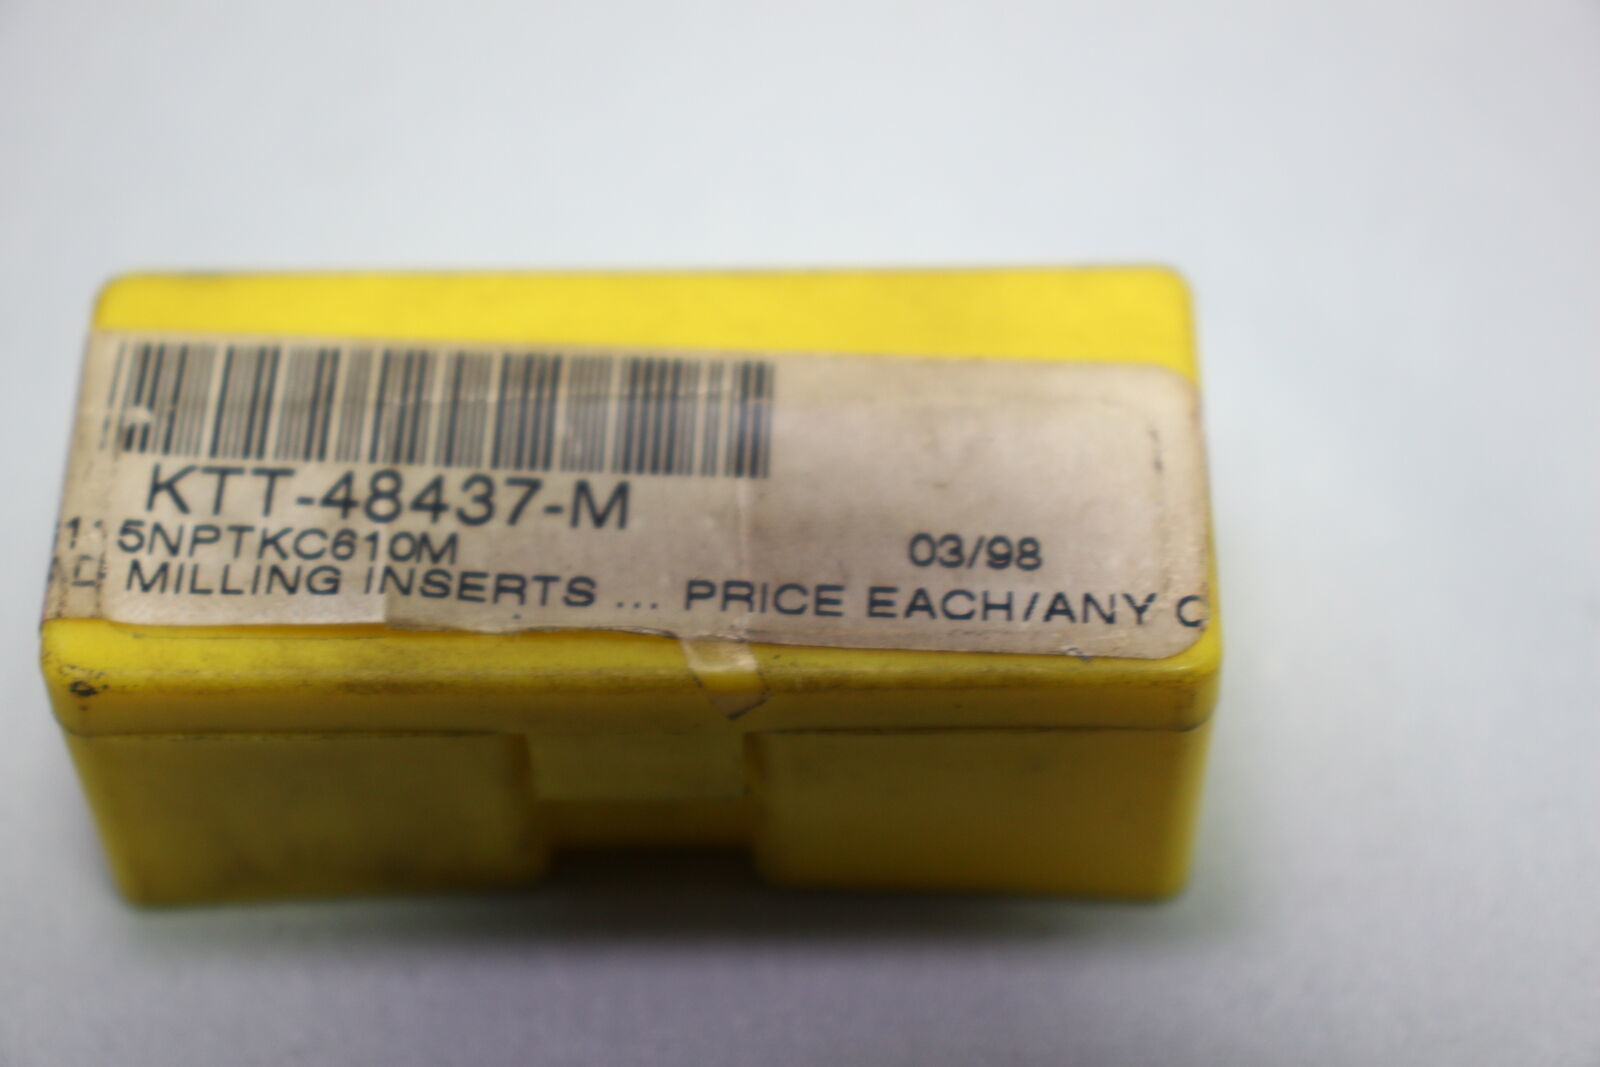 KTT-48437-M
5NPTKC610M 03/98
MILLING INSERTS ... PRICE EACH/ANY